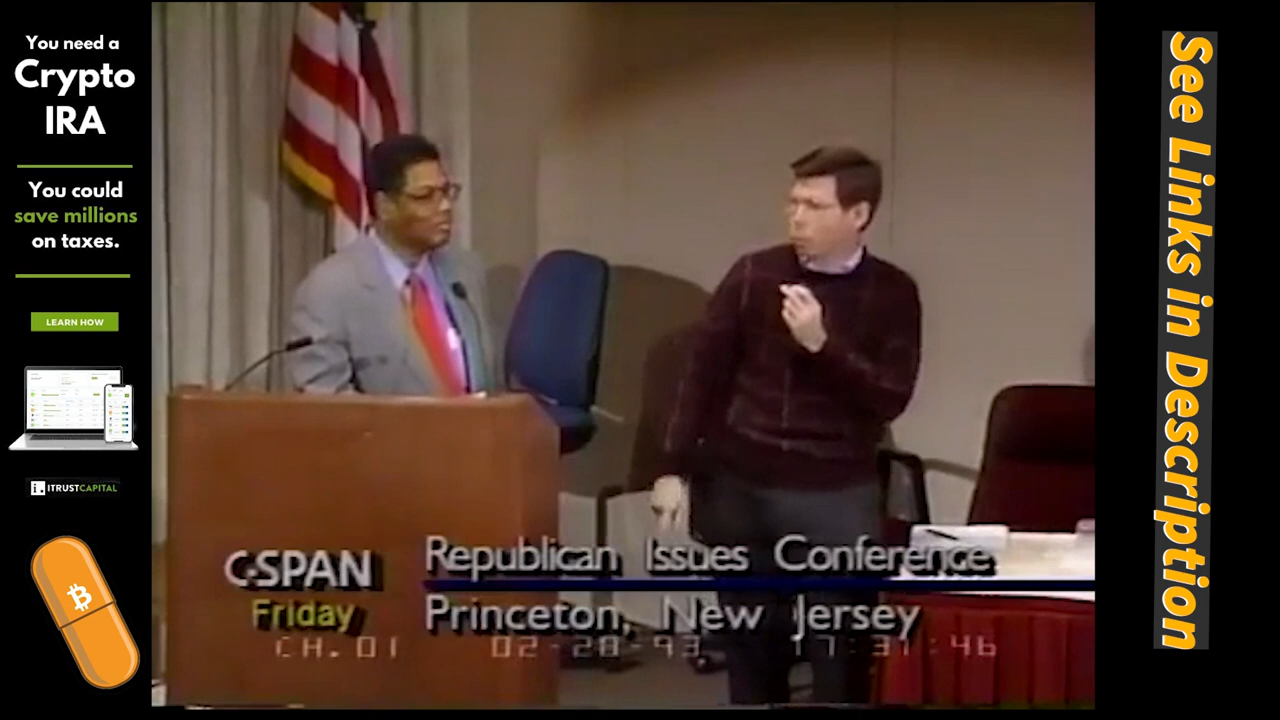 You need a
Crypto
IRA
You could
save millions
on taxes.
LEARN HOW
i. ITRUSTCAPITAL
B
C-SPAN
Friday
Republican Issues Conference
Princeton, New Jersey
CH.01 02-28-93 17:31:46
See Links in Description